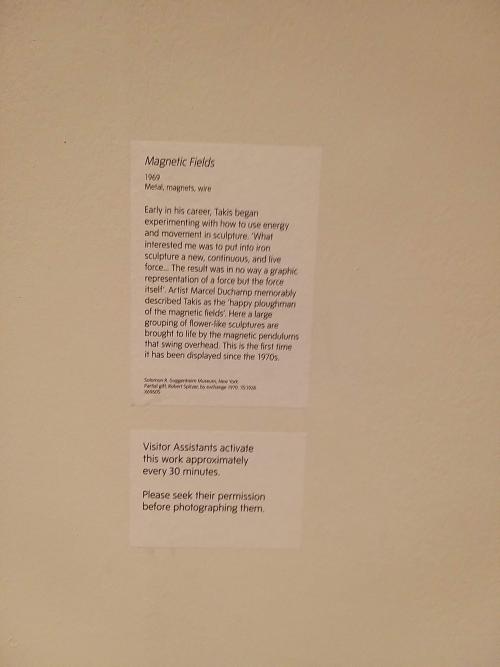 Magnetic Fields
1969
Metal, magnets, wire
Early in his career, Takis began
experimenting with how to use energy
and movement in sculpture. ‘What
interested me was to put into iron
sculpture a new, continuous, and live
force... The result was in no way a graphic
representation of a force but the force
itself’. Artist Marcel Duchamp memorably
described Takis as the ‘happy ploughman
of the magnetic fields’. Here a large
grouping of flower-like sculptures are
brought to life by the magnetic pendulums
that swing overhead. This is the first time
it has been displayed since the 1970s.
Solomon R. Guggenheim Museum, New York
Partial gift, Robert Spitzer, by exchange 1970.
Visitor Assistants activate
this work approximately
every 30 minutes.
Please seek their permission
before photographing them.